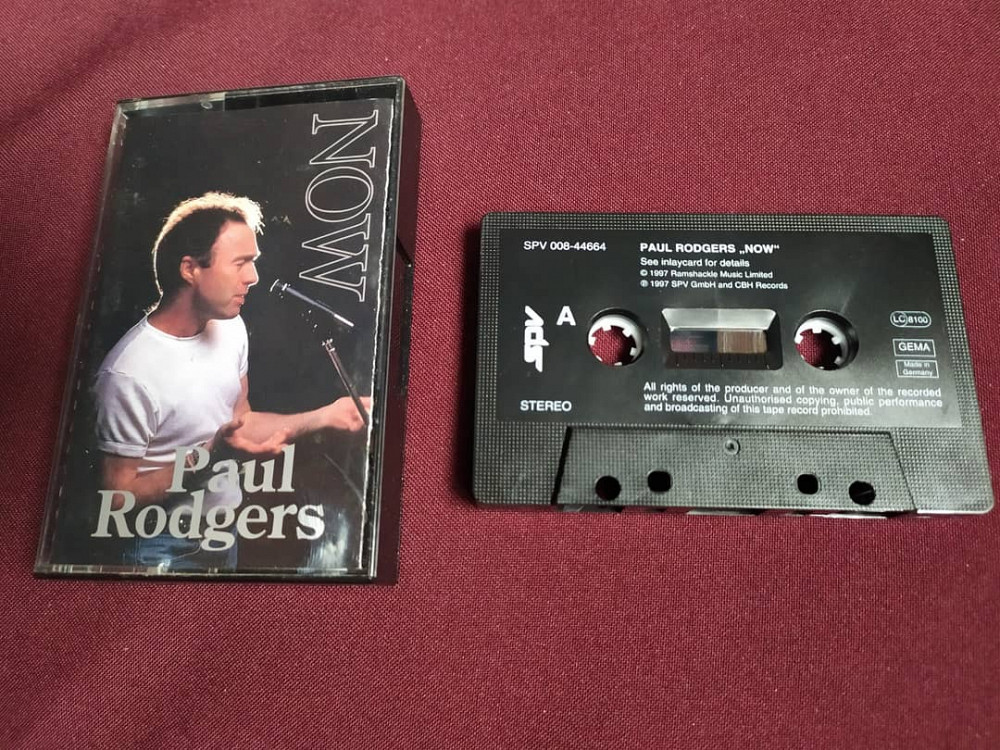 NOW
Paul
Rodgers
SPV 008-44664
PAUL RODGERS „NOW“
See inlaycard for details
© 1997 Ramshackle Music Limited
℗ 1997 SPV GmbH and CBH Records
spv
A
LC 8100
GEMA
Made in
Germany
STEREO
All rights of the producer and of the owner of the recorded
work reserved. Unauthorised copying, public performance
and broadcasting of this tape record prohibited.